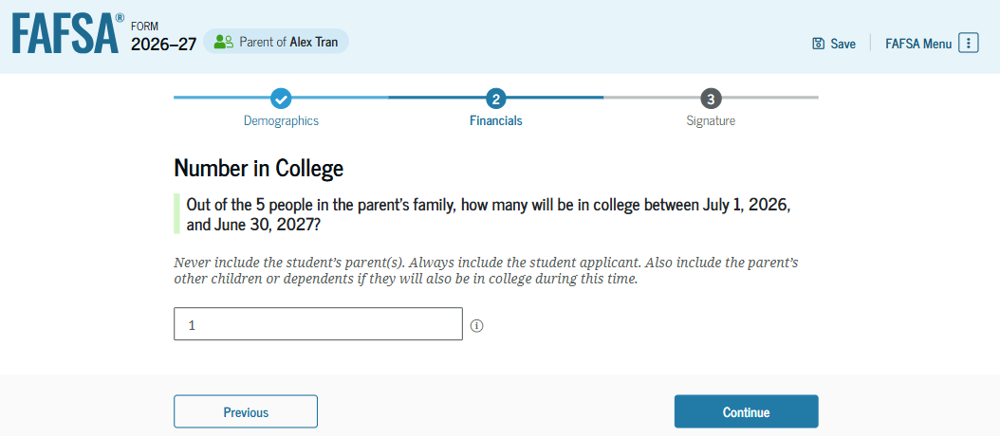 FAFSA®
FORM
2026–27
Parent of Alex Tran
Save
FAFSA Menu
2
3
Demographics
Financials
Signature
Number in College
Out of the 5 people in the parent's family, how many will be in college between July 1, 2026,
and June 30, 2027?
Never include the student's parent(s). Always include the student applicant. Also include the parent's
other children or dependents if they will also be in college during this time.
1
Previous
Continue